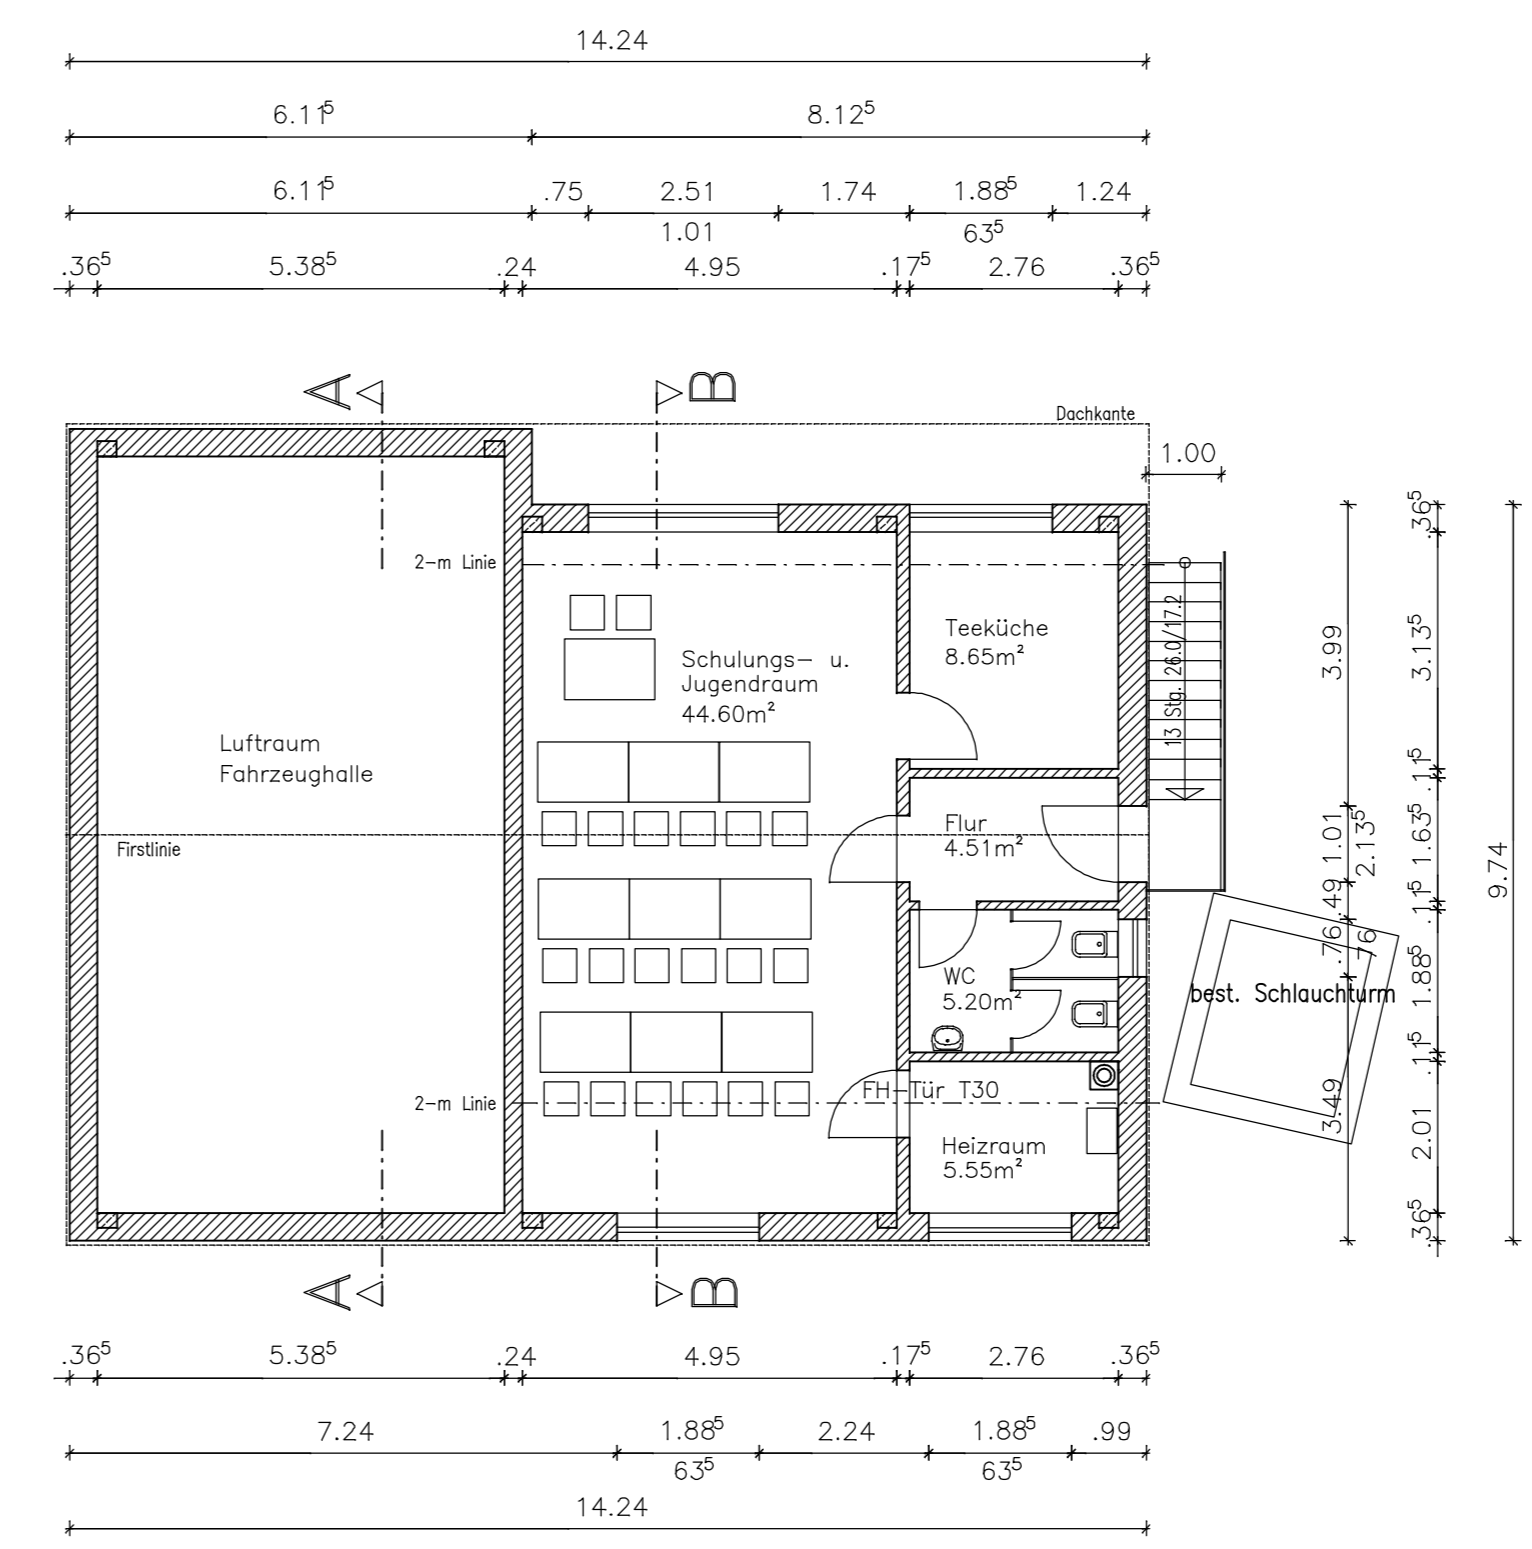 14.24
6.11⁵ 8.12⁵
6.11⁵ .75 2.51 1.74 1.88⁵ 1.24
1.01 63⁵
.36⁵ 5.38⁵ .24 4.95 .17⁵ 2.76 .36⁵
A B
Dachkante
1.00
2-m Linie
Teeküche
8.65m²
Schulungs- u.
Jugendraum
44.60m²
Luftraum
Fahrzeughalle
13 Stg. 26.0/17.2
Flur
4.51m²
Firstlinie
WC
5.20m²
best. Schlauchturm
2-m Linie
FH-Tür T30
Heizraum
5.55m²
3.99
1.01
2.13⁵
.49
.76
76
3.49
.36⁵
3.13⁵
.11⁵
1.63⁵
.11⁵
1.88⁵
.11⁵
2.01
.36⁵
9.74
A B
.36⁵ 5.38⁵ .24 4.95 .17⁵ 2.76 .36⁵
7.24 1.88⁵ 2.24 1.88⁵ .99
63⁵ 63⁵
14.24